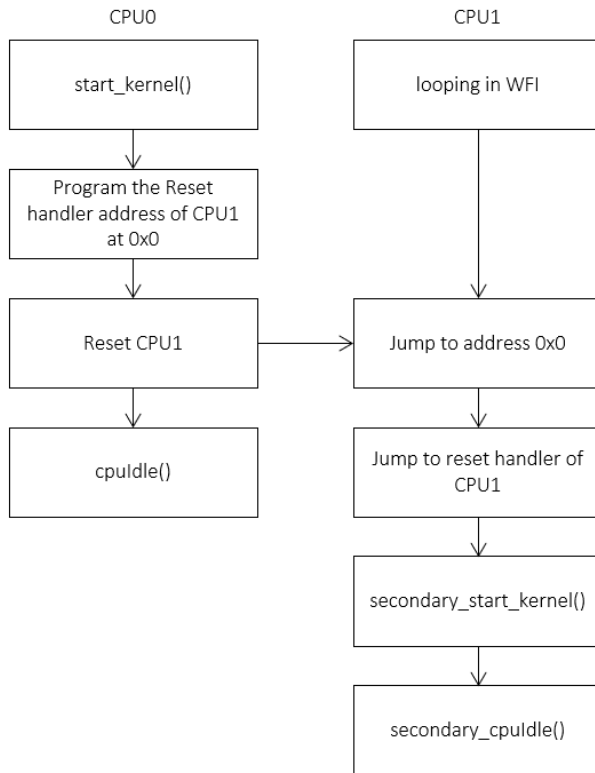 CPU0
CPU1
start_kernel()
looping in WFI
Program the Reset
handler address of CPU1
at 0x0
Reset CPU1
Jump to address 0x0
cpuIdle()
Jump to reset handler of
CPU1
secondary_start_kernel()
secondary_cpuIdle()